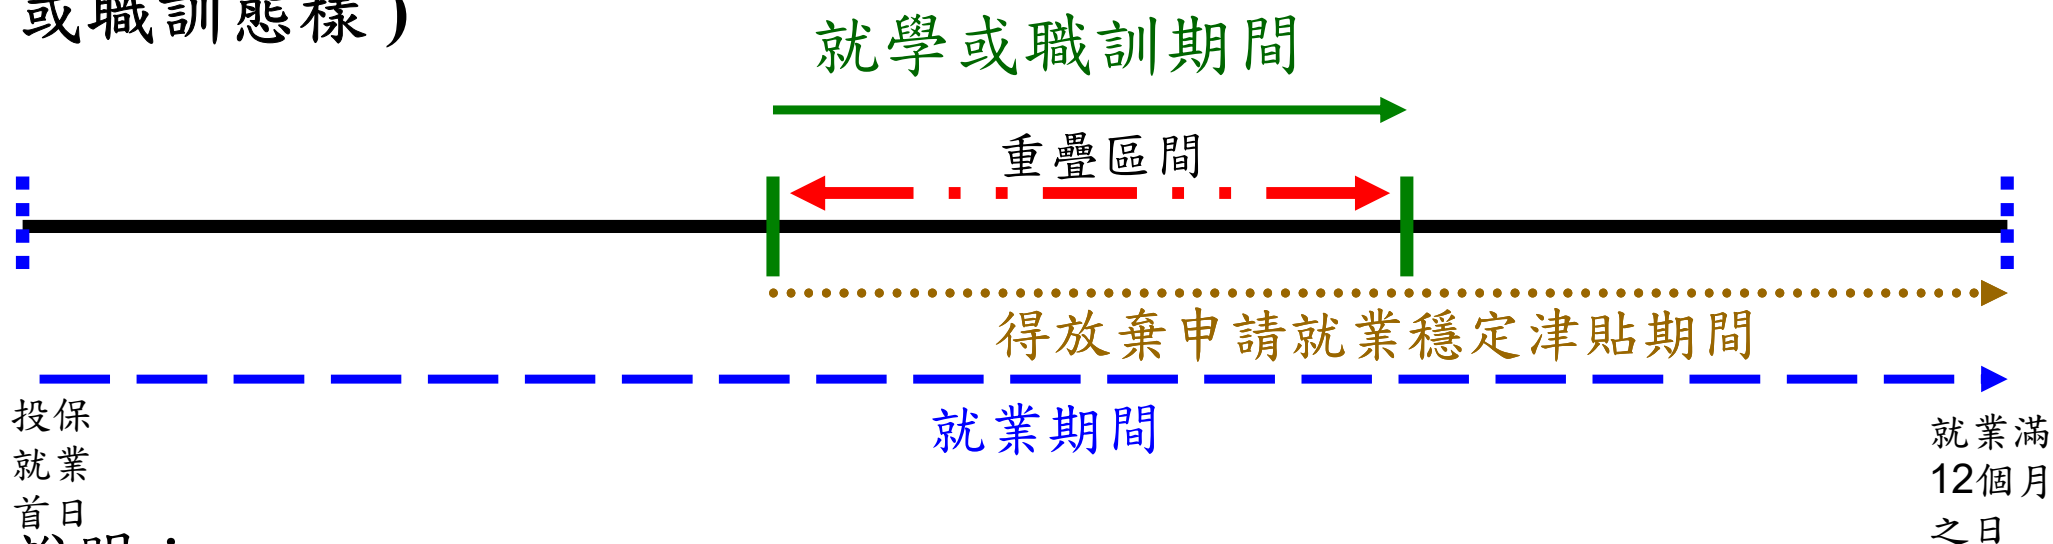 或職訓態樣)
就學或職訓期間
重疊區間
得放棄申請就業穩定津貼期間
就業期間
投保
就業
首日
就業滿
12個月
之日
說明：